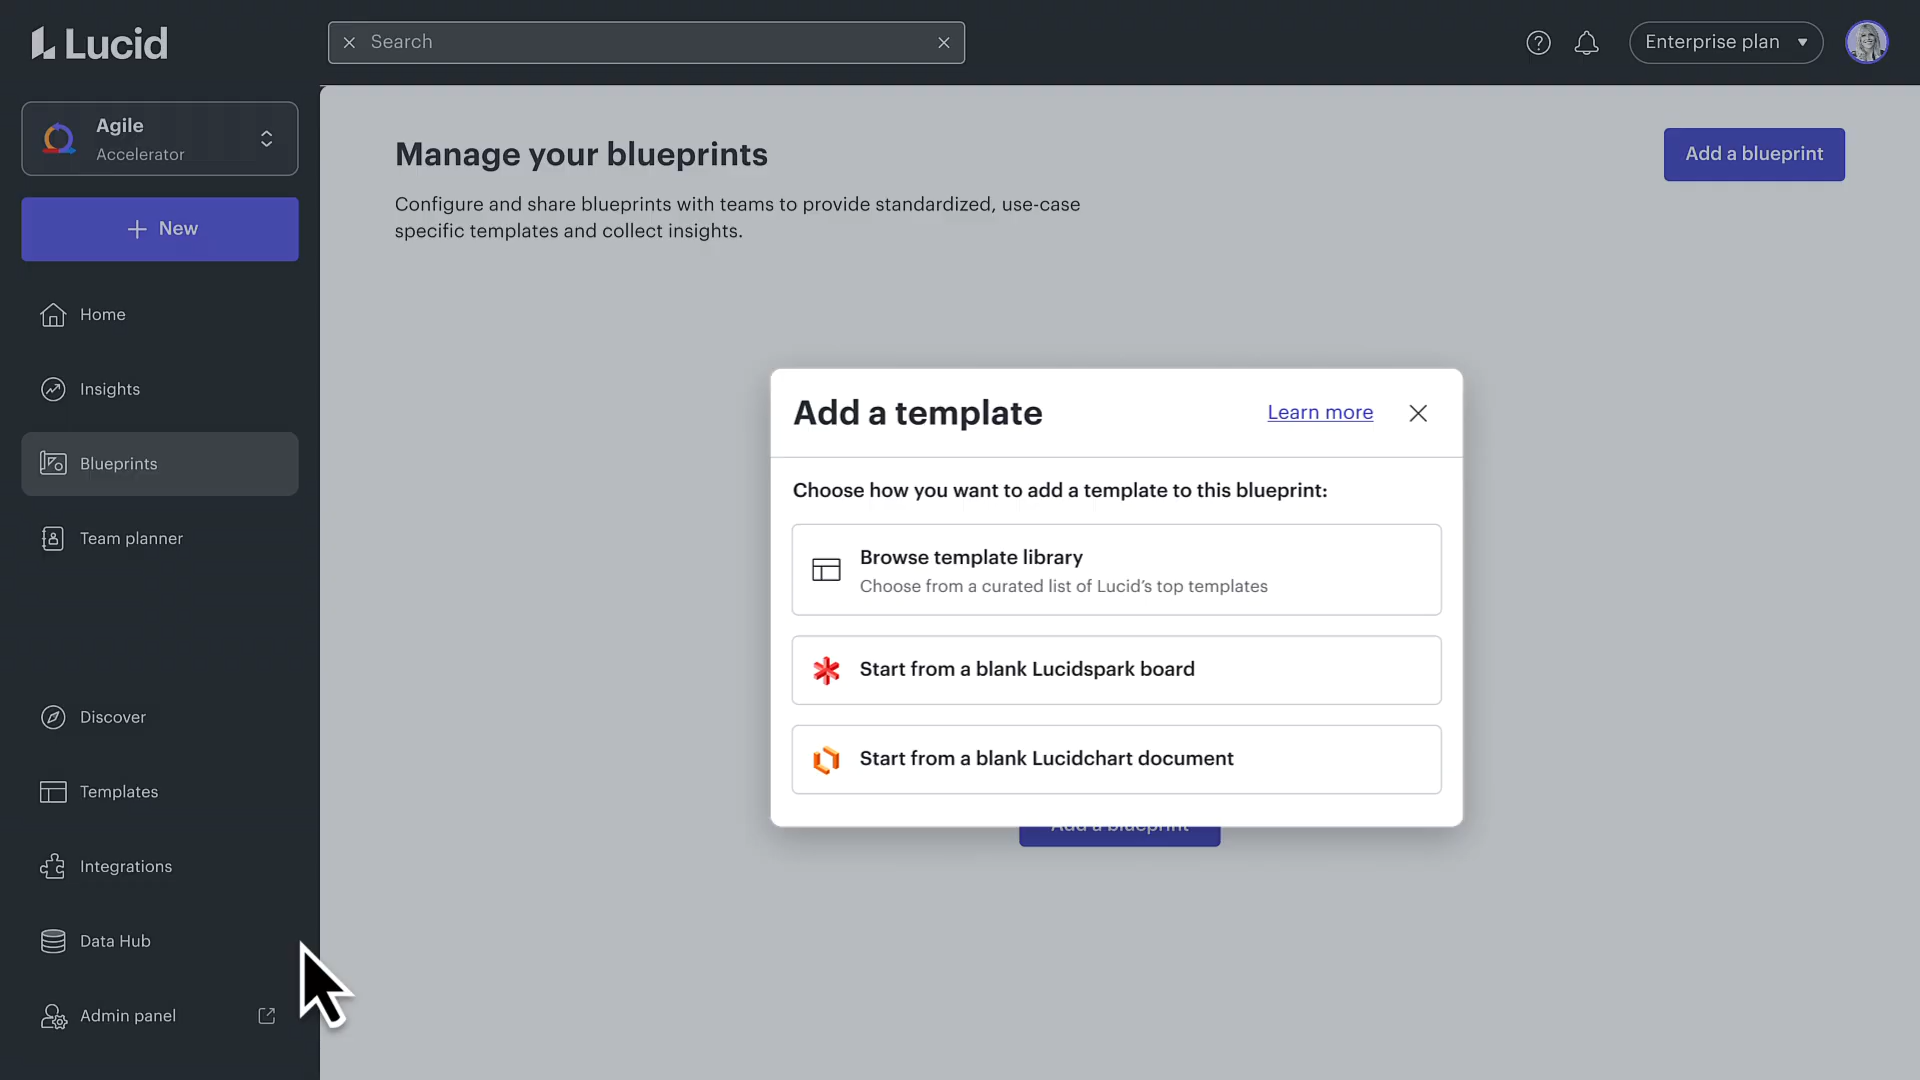 Lucid
Search
Enterprise plan
Agile
Accelerator
New
Home
Insights
Blueprints
Team planner
Discover
Templates
Integrations
Data Hub
Admin panel
Manage your blueprints
Configure and share blueprints with teams to provide standardized, use-case
specific templates and collect insights.
Add a blueprint
Add a template
Learn more
Choose how you want to add a template to this blueprint:
Browse template library
Choose from a curated list of Lucid’s top templates
Start from a blank Lucidspark board
Start from a blank Lucidchart document
Add a blueprint